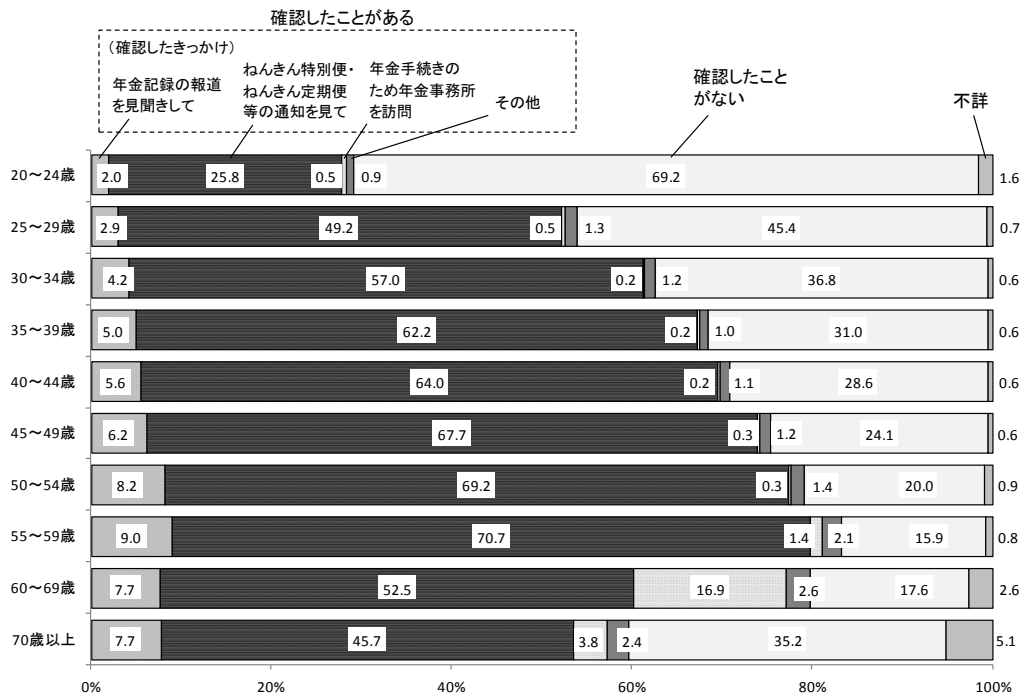 確認したことがある
(確認したきっかけ)
年金記録の報道
を見聞きして
ねんきん特別便・
ねんきん定期便
等の通知を見て
年金手続きの
ため年金事務所
を訪問
その他
確認したこと
がない
不詳
20～24歳 2.0 25.8 0.5 0.9 69.2 1.6
25～29歳 2.9 49.2 0.5 1.3 45.4 0.7
30～34歳 4.2 57.0 0.2 1.2 36.8 0.6
35～39歳 5.0 62.2 0.2 1.0 31.0 0.6
40～44歳 5.6 64.0 0.2 1.1 28.6 0.6
45～49歳 6.2 67.7 0.3 1.2 24.1 0.6
50～54歳 8.2 69.2 0.3 1.4 20.0 0.9
55～59歳 9.0 70.7 1.4 2.1 15.9 0.8
60～69歳 7.7 52.5 16.9 2.6 17.6 2.6
70歳以上 7.7 45.7 3.8 2.4 35.2 5.1
0% 20% 40% 60% 80% 100%